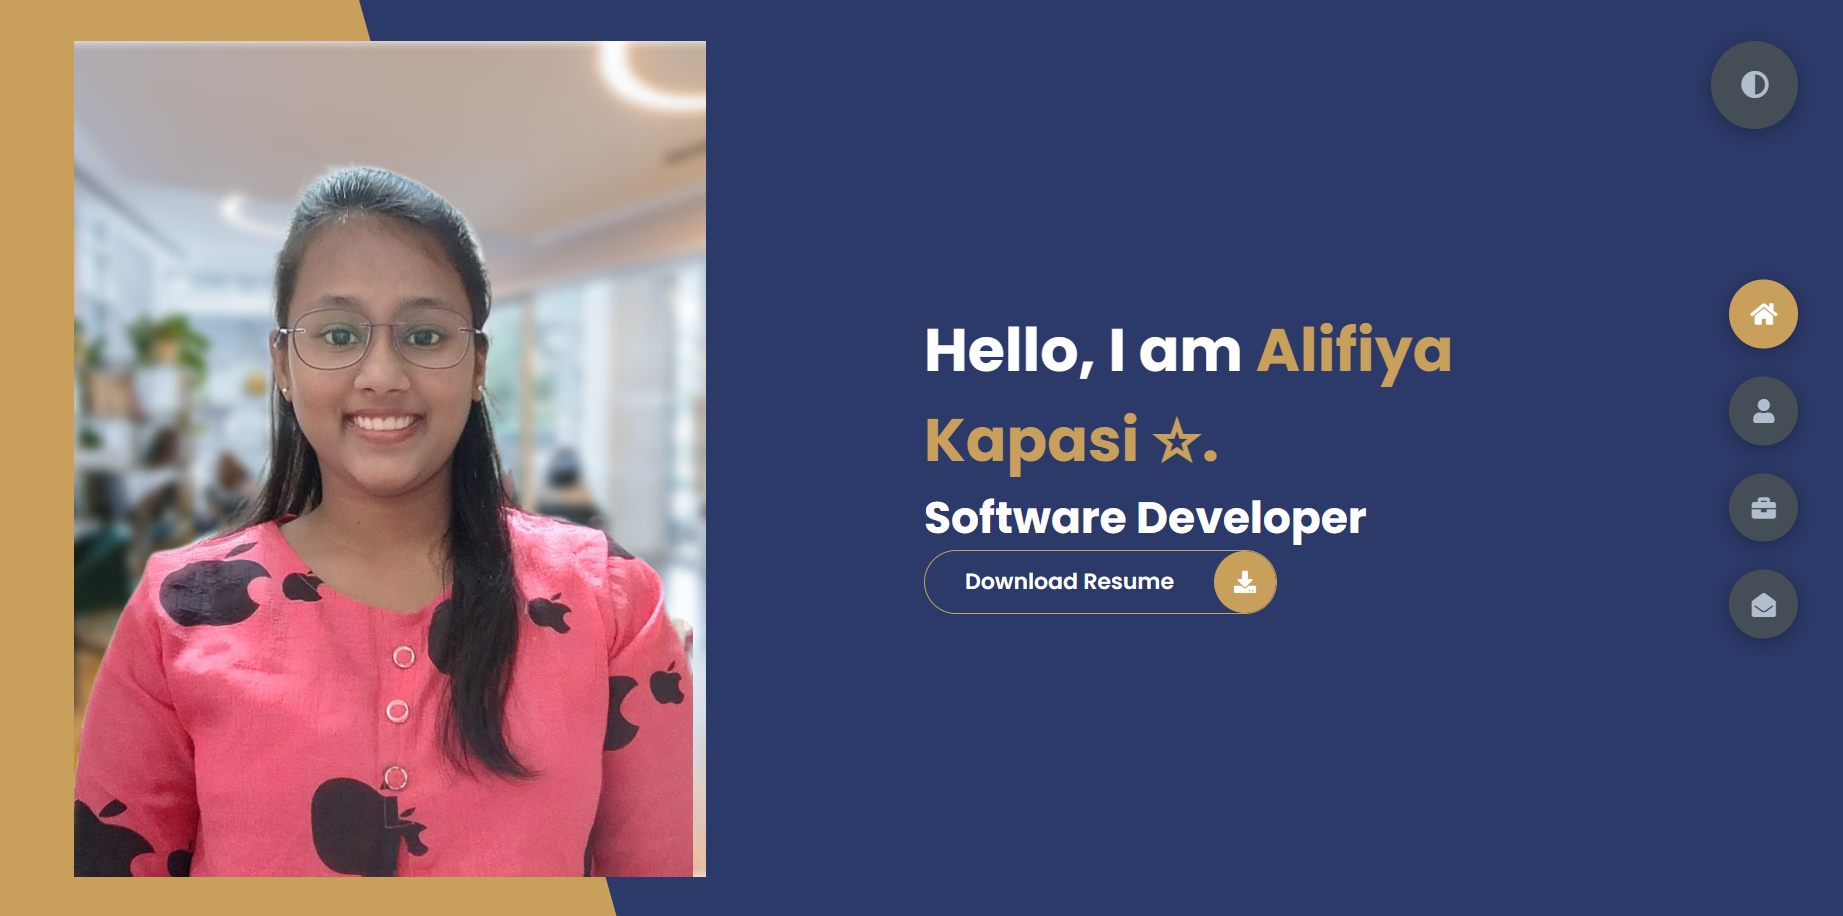 Hello, I am Alifiya
Kapasi ☆.
Software Developer
Download Resume